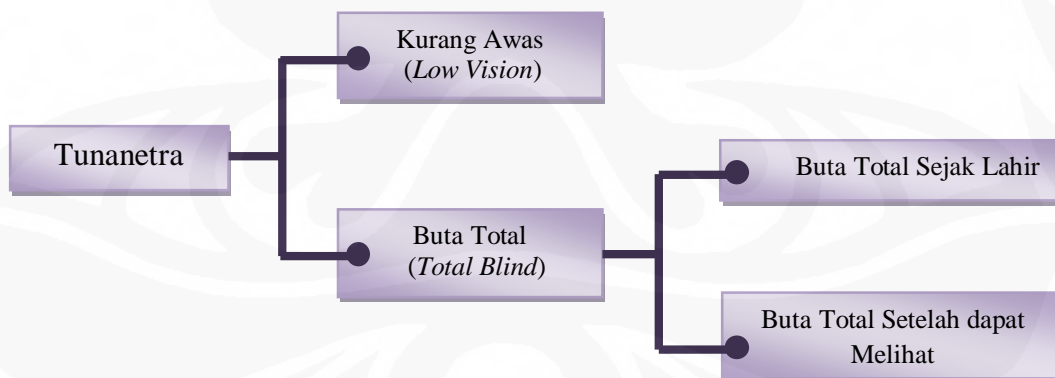 Kurang Awas
(Low Vision)
Tunanetra
Buta Total
(Total Blind)
Buta Total Sejak Lahir
Buta Total Setelah dapat
Melihat